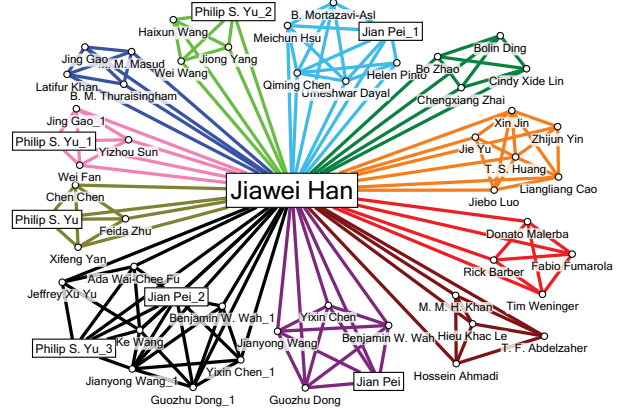 Philip S. Yu_2
B. Mortazavi-Asl
Haixun Wang
Meichun Hsu
Jian Pei_1
Bolin Ding
Jing Gao
M. M. Masud
Jiong Yang
Wei Wang
Bo Zhao
Helen Pinto
Cindy Xide Lin
Latifur Khan
Qiming Chen
Umeshwar Dayal
B. M. Thuraisingham
Chengxiang Zhai
Jing Gao_1
Xin Jin
Philip S. Yu_1
Zhijun Yin
Yizhou Sun
Jie Yu
T. S. Huang
Wei Fan
Liangliang Cao
Chen Chen
Jiawei Han
Jiebo Luo
Philip S. Yu
Feida Zhu
Donato Malerba
Xifeng Yan
Rick Barber
Fabio Fumarola
Ada Wai-Chee Fu
Jeffrey Xu Yu
Jian Pei_2
Tim Weninger
M. M. H. Khan
Benjamin W. Wah_1
Yixin Chen
Ke Wang
Jianyong Wang
Benjamin W. Wah
Hieu Khac Le
Philip S. Yu_3
T. F. Abdelzaher
Yixin Chen_1
Jianyong Wang_1
Hossein Ahmadi
Jian Pei
Guozhu Dong_1
Guozhu Dong